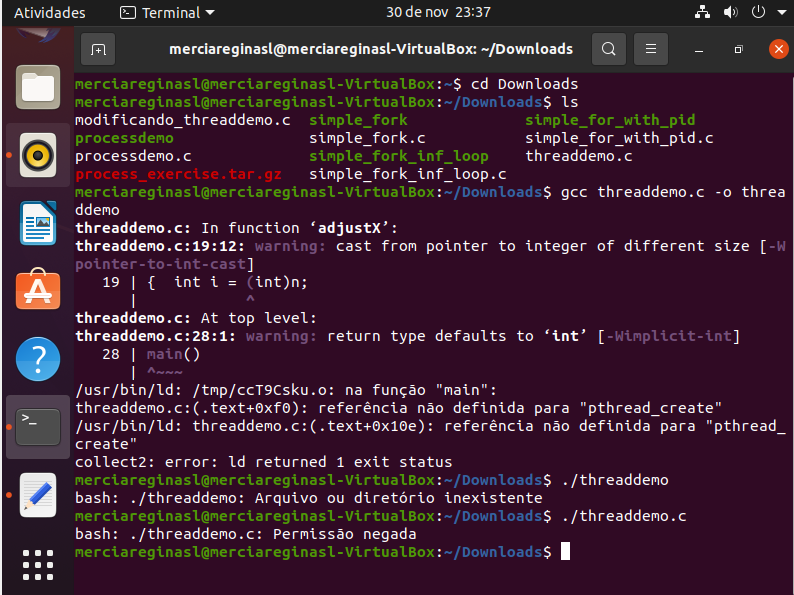 Atividades Terminal 30 de nov 23:37
merciareginasl@merciareginasl-VirtualBox: ~/Downloads
merciareginasl@merciareginasl-VirtualBox:~$ cd Downloads
merciareginasl@merciareginasl-VirtualBox:~/Downloads$ ls
modificando_threaddemo.c simple_fork simple_for_with_pid
processdemo simple_fork.c simple_for_with_pid.c
processdemo.c simple_fork_inf_loop threaddemo.c
process_exercise.tar.gz simple_fork_inf_loop.c
merciareginasl@merciareginasl-VirtualBox:~/Downloads$ gcc threaddemo.c -o threa
ddemo
threaddemo.c: In function ‘adjustX’:
threaddemo.c:19:12: warning: cast from pointer to integer of different size [-W
pointer-to-int-cast]
19 | { int i = (int)n;
| ^
threaddemo.c: At top level:
threaddemo.c:28:1: warning: return type defaults to ‘int’ [-Wimplicit-int]
28 | main()
| ^~~~
/usr/bin/ld: /tmp/ccT9Csku.o: na função "main":
threaddemo.c:(.text+0xf0): referência não definida para "pthread_create"
/usr/bin/ld: threaddemo.c:(.text+0x10e): referência não definida para "pthread_
create"
collect2: error: ld returned 1 exit status
merciareginasl@merciareginasl-VirtualBox:~/Downloads$ ./threaddemo
bash: ./threaddemo: Arquivo ou diretório inexistente
merciareginasl@merciareginasl-VirtualBox:~/Downloads$ ./threaddemo.c
bash: ./threaddemo.c: Permissão negada
merciareginasl@merciareginasl-VirtualBox:~/Downloads$